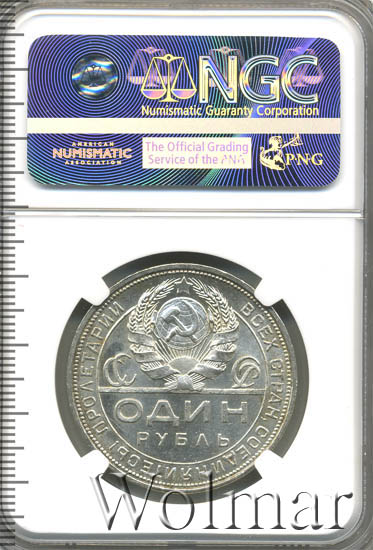 NGC
Numismatic Guaranty Corporation
AMERICAN
NUMISMATIC
ASSOCIATION
The Official Grading
Service of the ANA
PNG
ПРОЛЕТАРИИ ВСЕХ СТРАН СОЕДИНЯЙТЕСЬ
СССР
ОДИН
РУБЛЬ
Wolmar